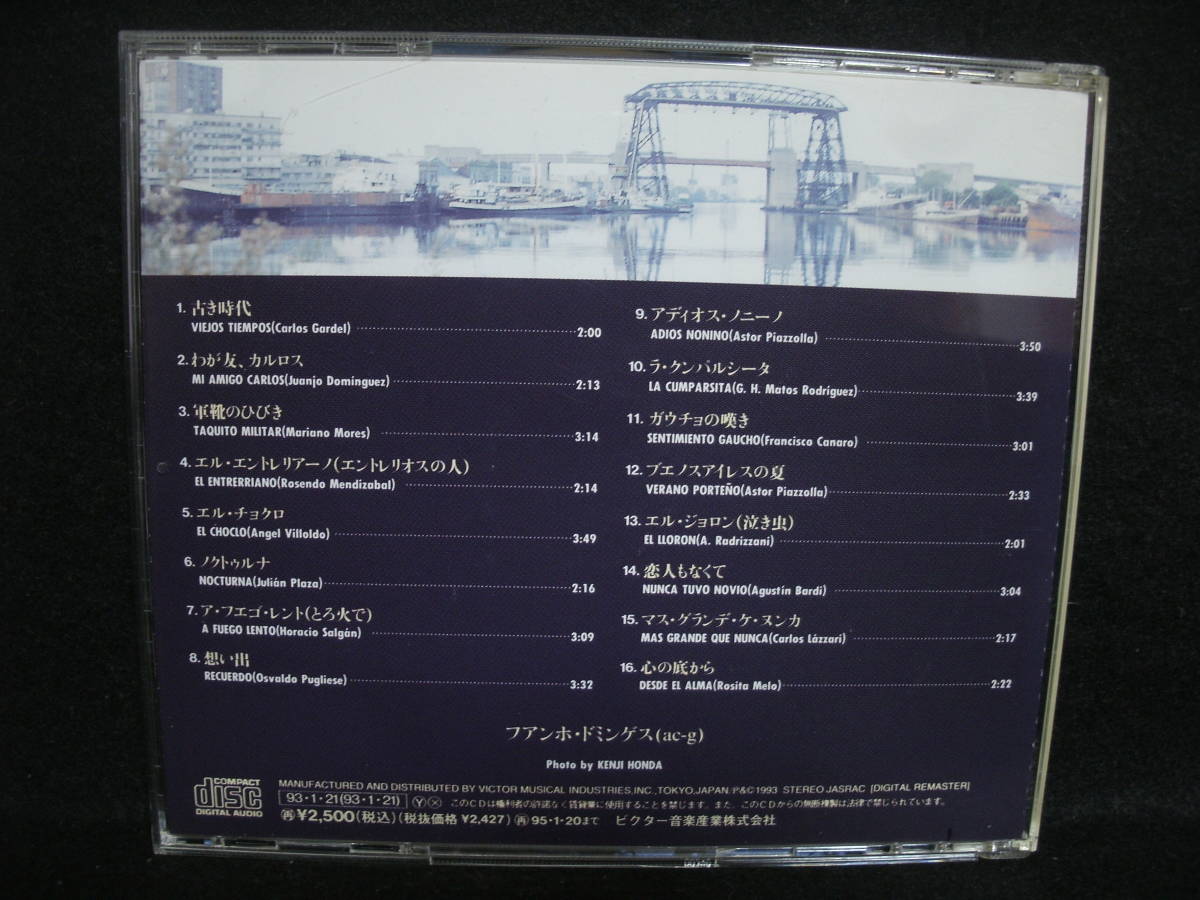 1. 古き時代
VIEJOS TIEMPOS(Carlos Gardel) 2:00
2. わが友、カルロス
MI AMIGO CARLOS(Juanjo Domínguez) 2:13
3. 軍靴のひびき
TAQUITO MILITAR(Mariano Mores) 3:14
4. エル・エントレリアーノ(エントレリオスの人)
EL ENTRERRIANO(Rosendo Mendizabal) 2:14
5. エル・チョクロ
EL CHOCLO(Angel Villoldo) 3:49
6. ノクトゥルナ
NOCTURNA(Julián Plaza) 2:16
7. ア・フエゴ・レント(とろ火で)
A FUEGO LENTO(Horacio Salgán) 3:09
8. 想い出
RECUERDO(Osvaldo Pugliese) 3:32
9. アディオス・ノニーノ
ADIOS NONINO(Astor Piazzolla) 3:50
10. ラ・クンパルシータ
LA CUMPARSITA(G. H. Matos Rodríguez) 3:39
11. ガウチョの嘆き
SENTIMIENTO GAUCHO(Francisco Canaro) 3:01
12. ブエノスアイレスの夏
VERANO PORTEÑO(Astor Piazzolla) 2:33
13. エル・ジョロン(泣き虫)
EL LLORON(A. Radrizzani) 2:01
14. 恋人もなくて
NUNCA TUVO NOVIO(Agustín Bardi) 3:04
15. マス・グランデ・ケ・ヌンカ
MAS GRANDE QUE NUNCA(Carlos Lázzari) 2:17
16. 心の底から
DESDE EL ALMA(Rosita Melo) 2:22
フアンホ・ドミンゲス(ac-g)
Photo by KENJI HONDA
COMPACT
disc
DIGITAL AUDIO
MANUFACTURED AND DISTRIBUTED BY VICTOR MUSICAL INDUSTRIES, INC., TOKYO, JAPAN ℗&©1993 STEREO JASRAC [DIGITAL REMASTER]
93・1・21(93・1・21) Ⓨ Ⓧ このCDは権利者の許諾なく賃貸業に使用することを禁じます。また、このCDからの無断複製は法律で禁じられています。
㊢¥2,500(税込)(税抜価格 ¥2,427) ㊢95・1・20まで ビクター音楽産業株式会社